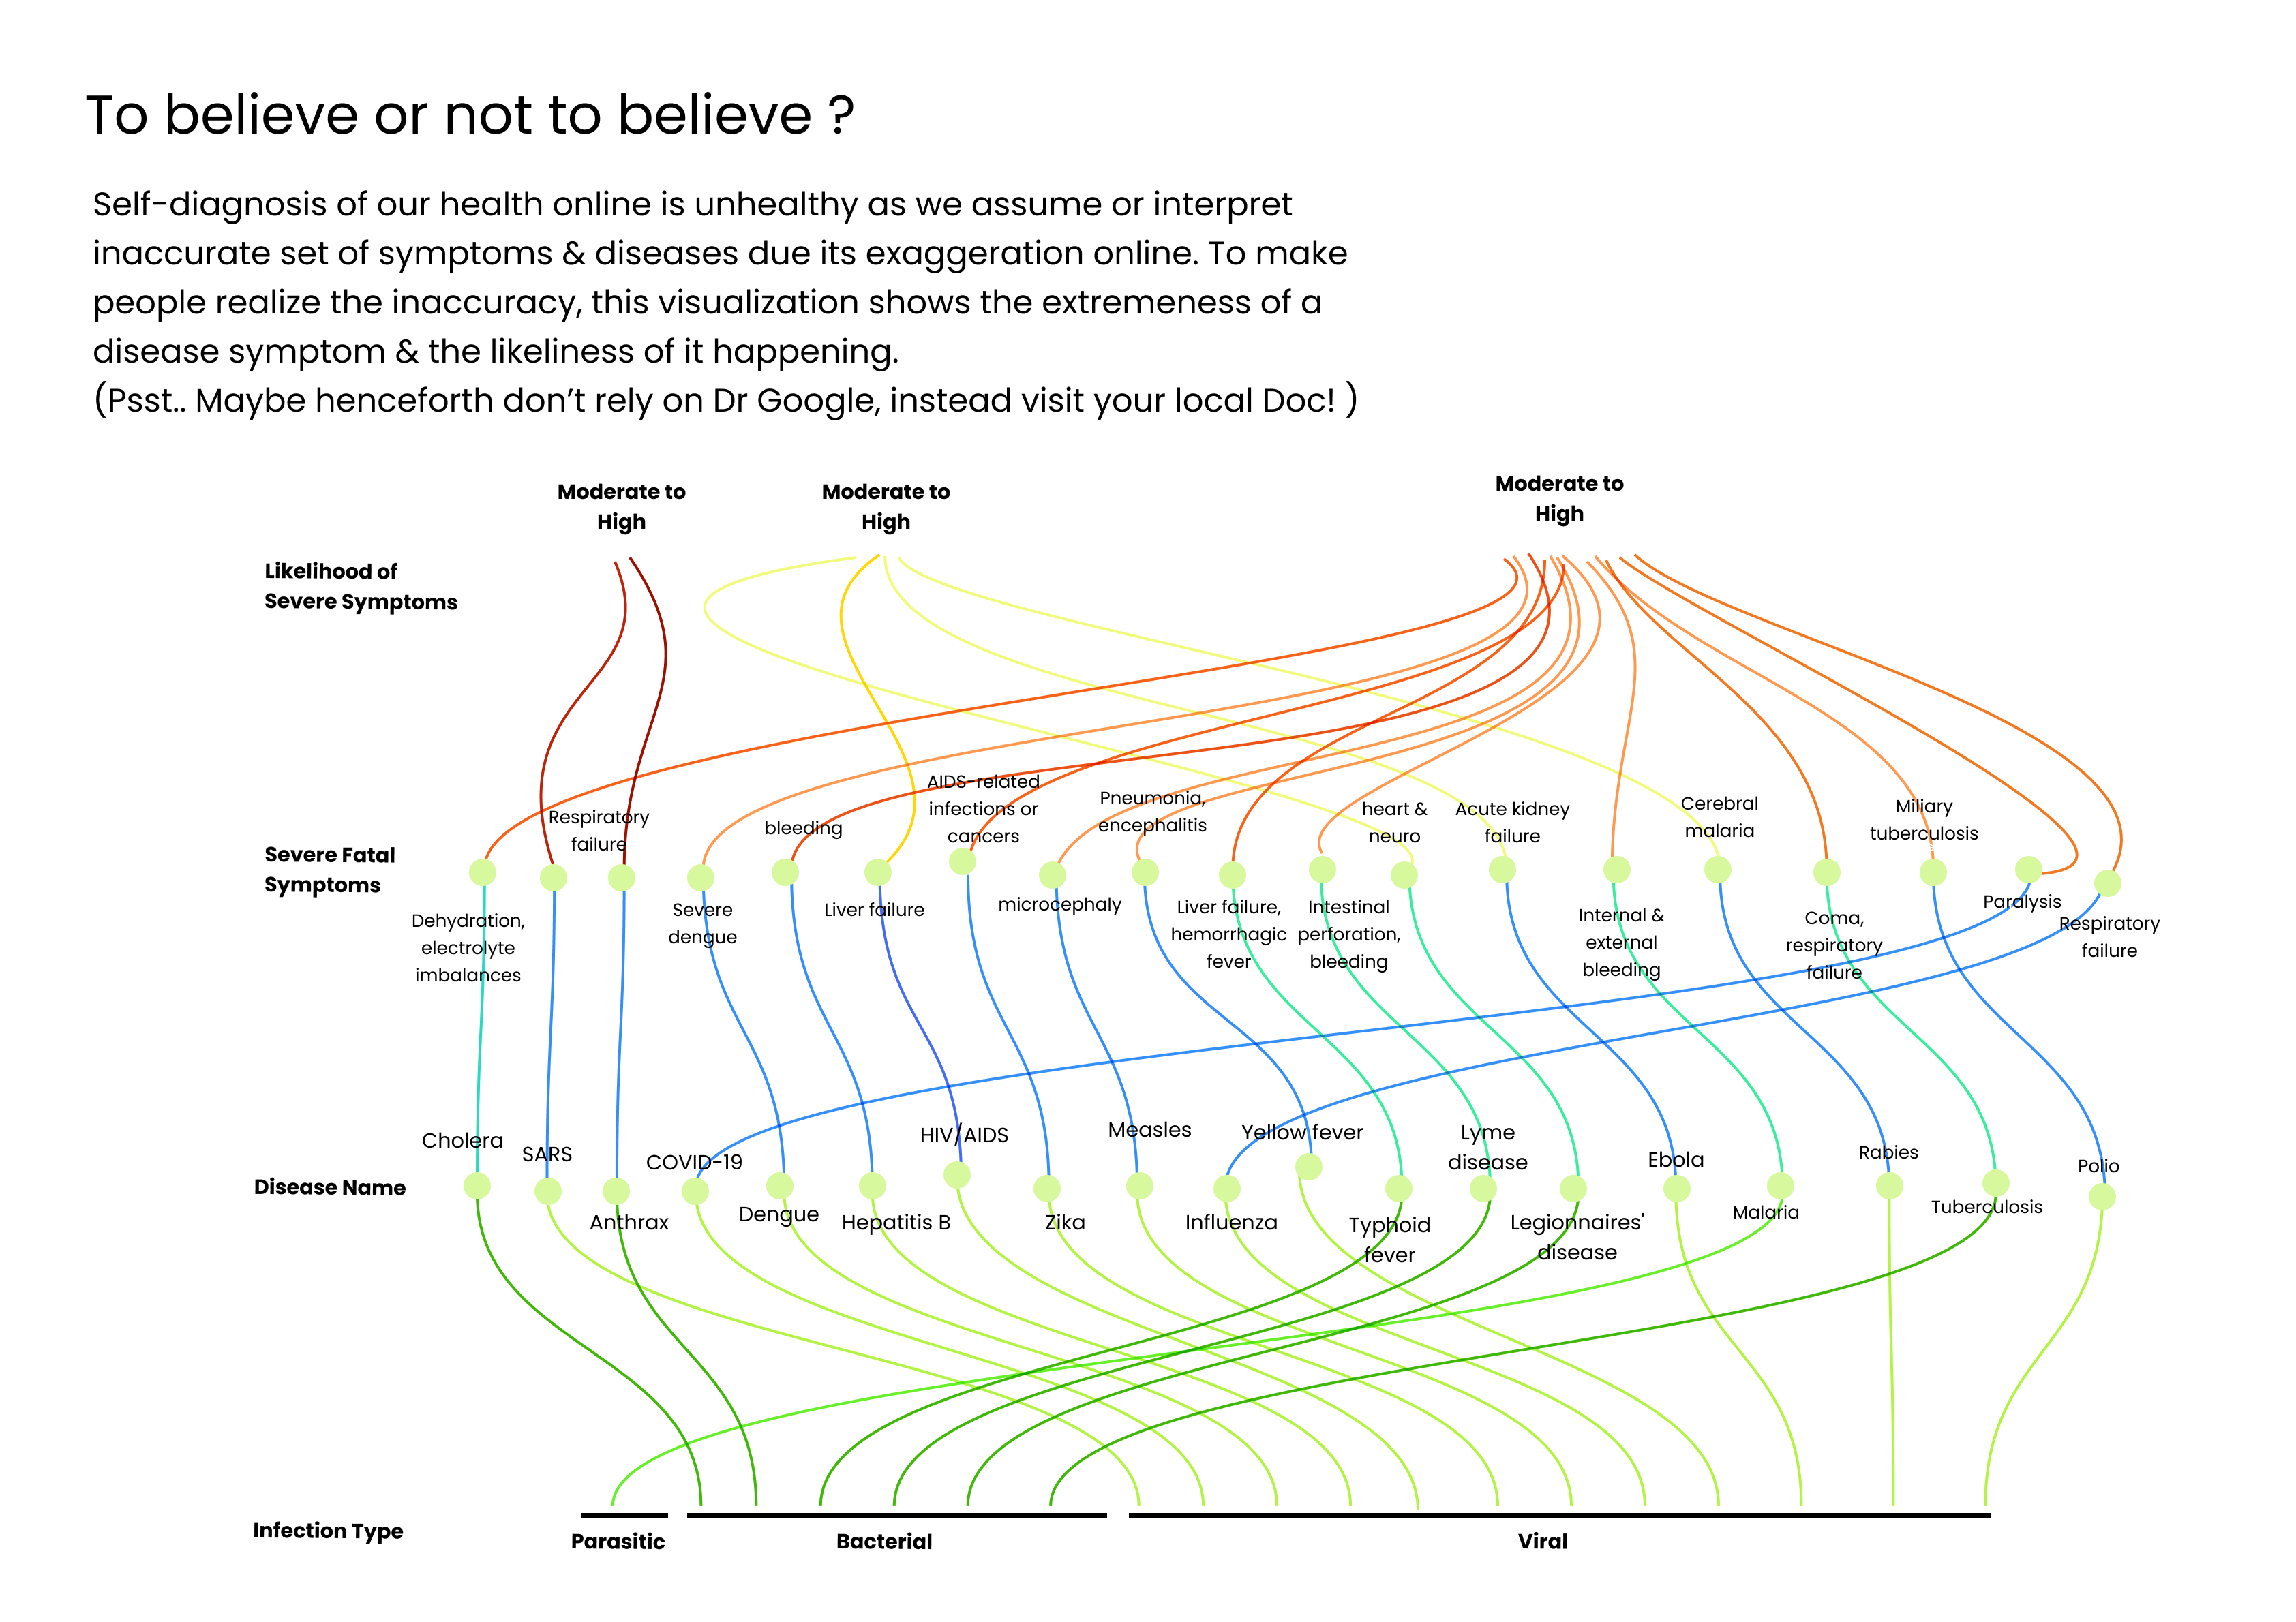 To believe or not to believe ?
Self-diagnosis of our health online is unhealthy as we assume or interpret
inaccurate set of symptoms & diseases due its exaggeration online. To make
people realize the inaccuracy, this visualization shows the extremeness of a
disease symptom & the likeliness of it happening.
(Psst.. Maybe henceforth don’t rely on Dr Google, instead visit your local Doc! )
Moderate to
High
Moderate to
High
Moderate to
High
Likelihood of
Severe Symptoms
Severe Fatal
Symptoms
Dehydration,
electrolyte
imbalances
Respiratory
failure
Severe
dengue
bleeding
Liver failure
AIDS-related
infections or
cancers
microcephaly
Pneumonia,
encephalitis
Liver failure,
hemorrhagic
fever
Intestinal
perforation,
bleeding
heart &
neuro
Acute kidney
failure
Internal &
external
bleeding
Cerebral
malaria
Coma,
respiratory
failure
Miliary
tuberculosis
Paralysis
Respiratory
failure
Disease Name
Cholera
SARS
Anthrax
COVID-19
Dengue
Hepatitis B
HIV/AIDS
Zika
Measles
Influenza
Yellow fever
Typhoid
fever
Lyme
disease
Legionnaires'
disease
Ebola
Malaria
Rabies
Tuberculosis
Polio
Infection Type
Parasitic
Bacterial
Viral